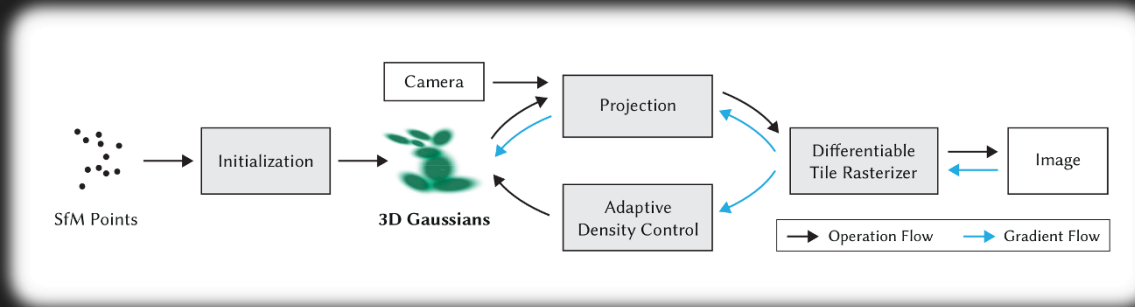 Camera
Projection
Initialization
Differentiable
Tile Rasterizer
Image
SfM Points
3D Gaussians
Adaptive
Density Control
Operation Flow
Gradient Flow